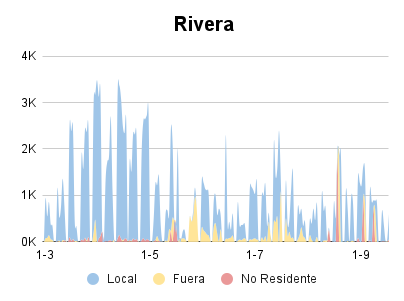 Rivera
4K
3K
2K
1K
0K
1-3 1-5 1-7 1-9
Local Fuera No Residente